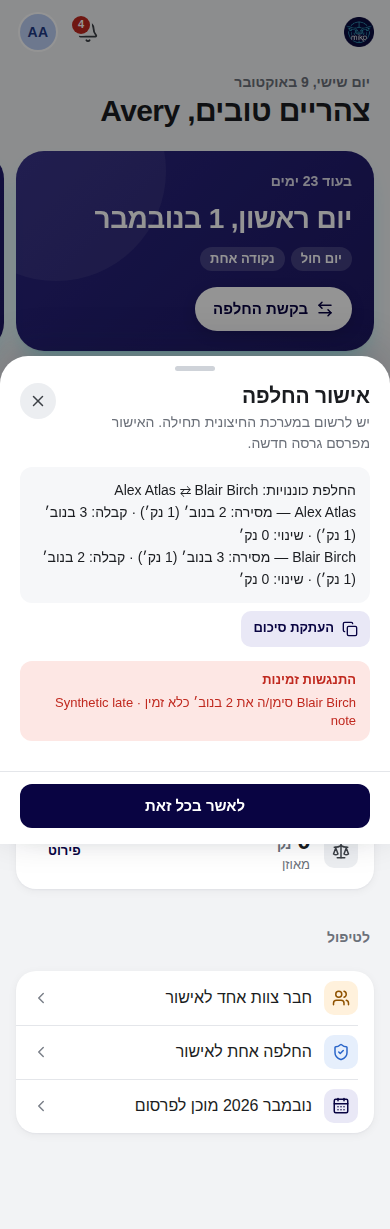 AA
4
miko
יום שישי, 9 באוקטובר
צהריים טובים, Avery
בעוד 23 ימים
יום ראשון, 1 בנובמבר
יום חול
נקודה אחת
בקשת החלפה
אישור החלפה
יש לרשום במערכת החיצונית תחילה. האישור
מפרסם גרסה חדשה.
החלפת כוננויות: Alex Atlas ⇄ Blair Birch
Alex Atlas — מסירה: 2 בנוב׳ (1 נק׳) · קבלה: 3 בנוב׳
(1 נק׳) · שינוי: 0 נק׳
Blair Birch — מסירה: 3 בנוב׳ (1 נק׳) · קבלה: 2 בנוב׳
(1 נק׳) · שינוי: 0 נק׳
העתקת סיכום
התנגשות זמינות
Blair Birch סימן/ה את 2 בנוב׳ כלא זמין · Synthetic late
note
לאשר בכל זאת
מאוזן
פירוט
לטיפול
חבר צוות אחד לאישור
החלפה אחת לאישור
נובמבר 2026 מוכן לפרסום